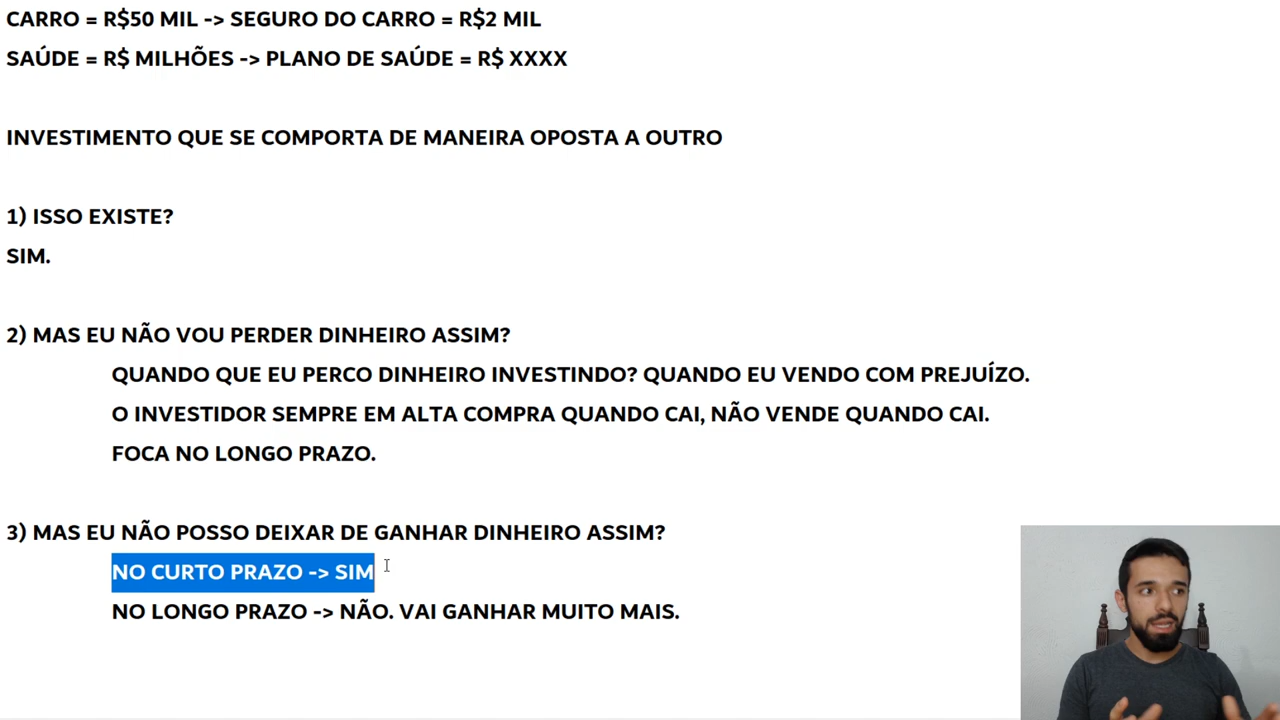 CARRO = R$50 MIL -> SEGURO DO CARRO = R$2 MIL
SAÚDE = R$ MILHÕES -> PLANO DE SAÚDE = R$ XXXX
INVESTIMENTO QUE SE COMPORTA DE MANEIRA OPOSTA A OUTRO
1) ISSO EXISTE?
SIM.
2) MAS EU NÃO VOU PERDER DINHEIRO ASSIM?
QUANDO QUE EU PERCO DINHEIRO INVESTINDO? QUANDO EU VENDO COM PREJUÍZO.
O INVESTIDOR SEMPRE EM ALTA COMPRA QUANDO CAI, NÃO VENDE QUANDO CAI.
FOCA NO LONGO PRAZO.
3) MAS EU NÃO POSSO DEIXAR DE GANHAR DINHEIRO ASSIM?
NO CURTO PRAZO -> SIM
NO LONGO PRAZO -> NÃO. VAI GANHAR MUITO MAIS.